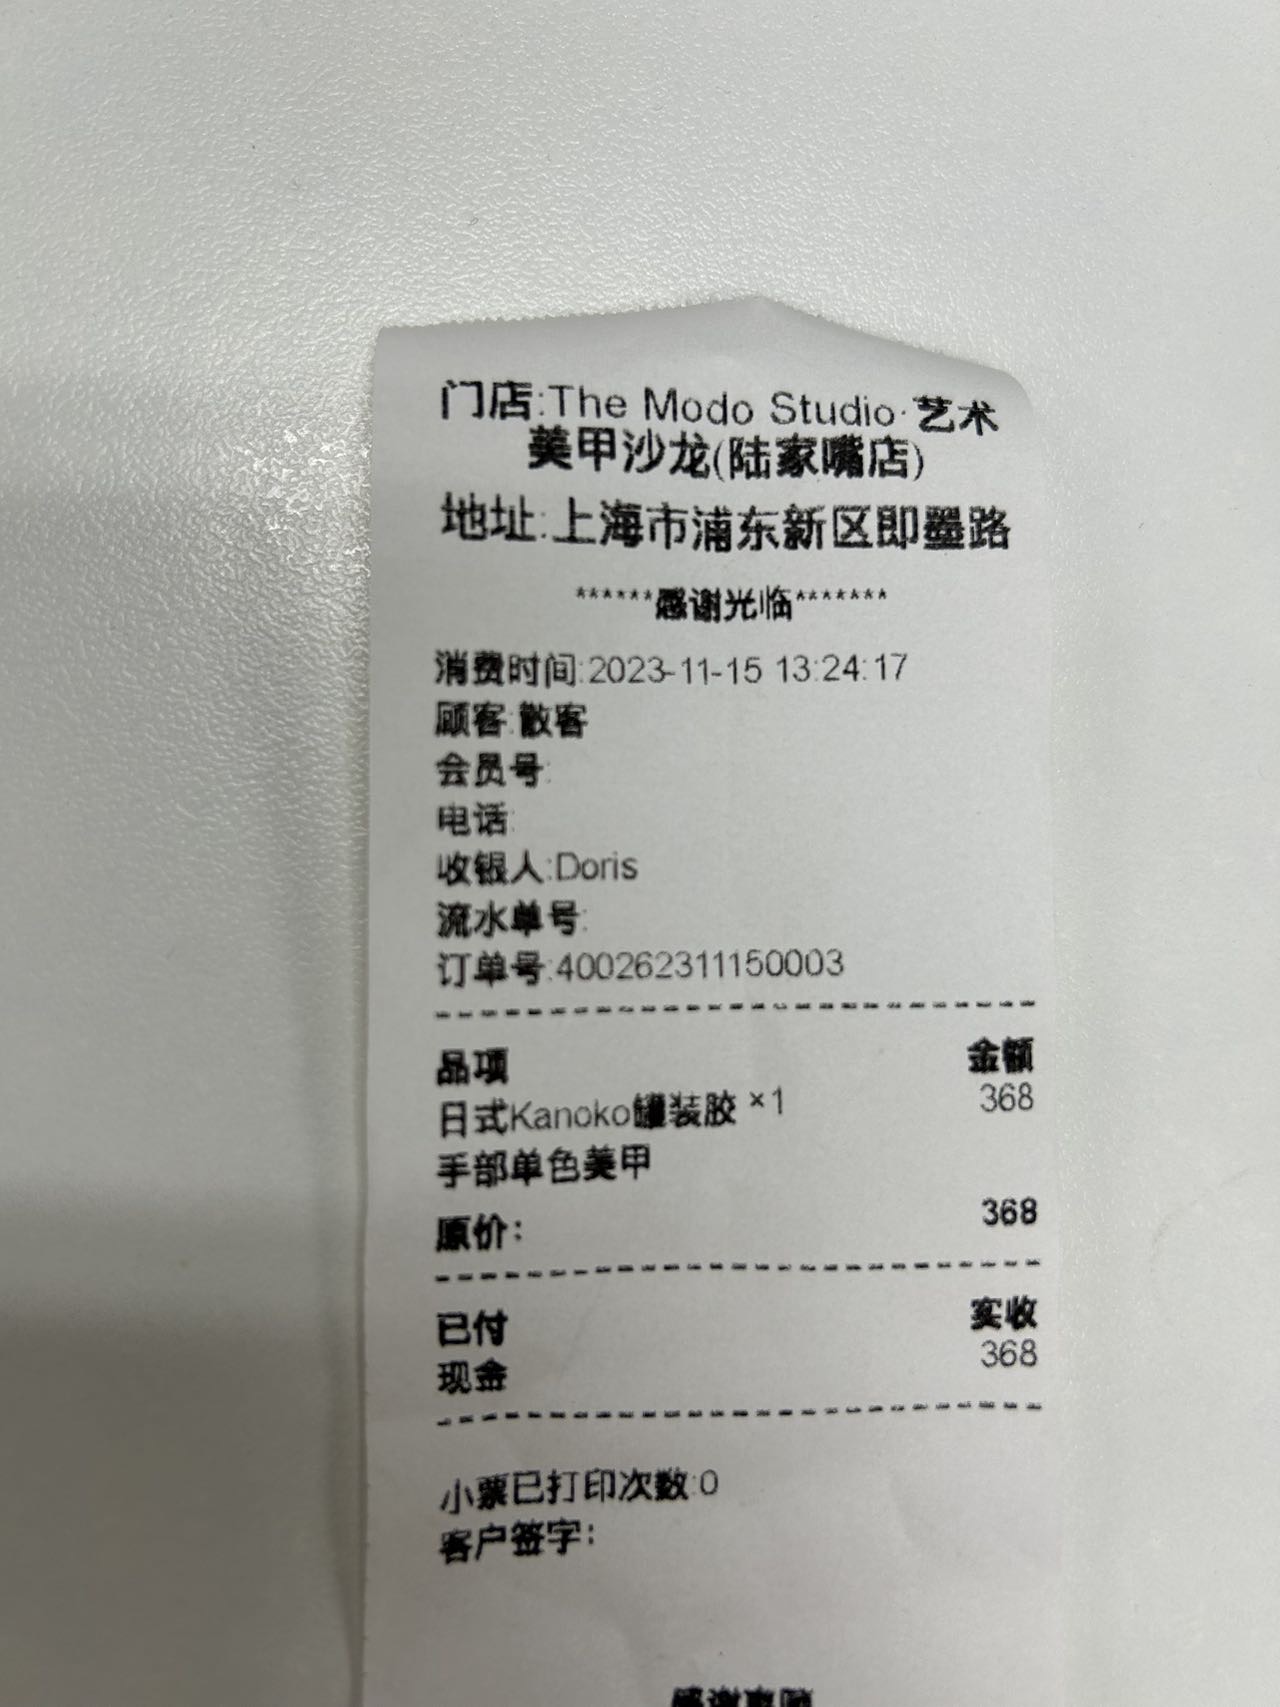 门店:The Modo Studio·艺术
美甲沙龙(陆家嘴店)
地址:上海市浦东新区即墨路
******感谢光临*******
消费时间:2023-11-15 13:24:17
顾客:散客
会员号:
电话:
收银人:Doris
流水单号:
订单号:400262311150003
品项 金额
日式Kanoko罐装胶 ×1 368
手部单色美甲
原价: 368
已付 实收
现金 368
小票已打印次数:0
客户签字:
感谢惠顾